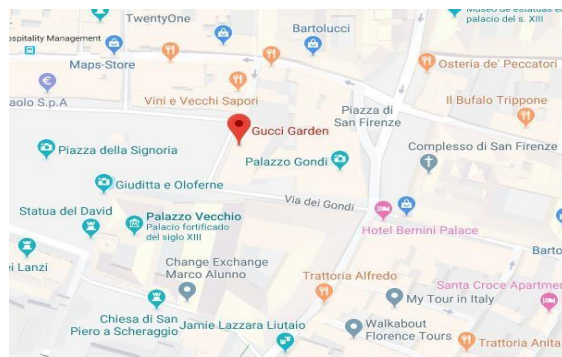 Museo de estatuas en
palacio del s. XIII
TwentyOne
Bartolucci
ospitality Management
Maps-Store
Osteria de' Peccatori
aolo S.p.A
Vini e Vecchi Sapori
Piazza di
San Firenze
Il Bufalo Trippone
Gucci Garden
Piazza della Signoria
Palazzo Gondi
Complesso di San Firenze
Giuditta e Oloferne
Via dei Gondi
Statua del David
Palazzo Vecchio
Palacio fortificado
del siglo XIII
Hotel Bernini Palace
Barto
ei Lanzi
Change Exchange
Marco Alunno
Trattoria Alfredo
Santa Croce Apartme
My Tour in Italy
Chiesa di San
Piero a Scheraggio
Jamie Lazzara Liutaio
Walkabout
Florence Tours
Trattoria Anita